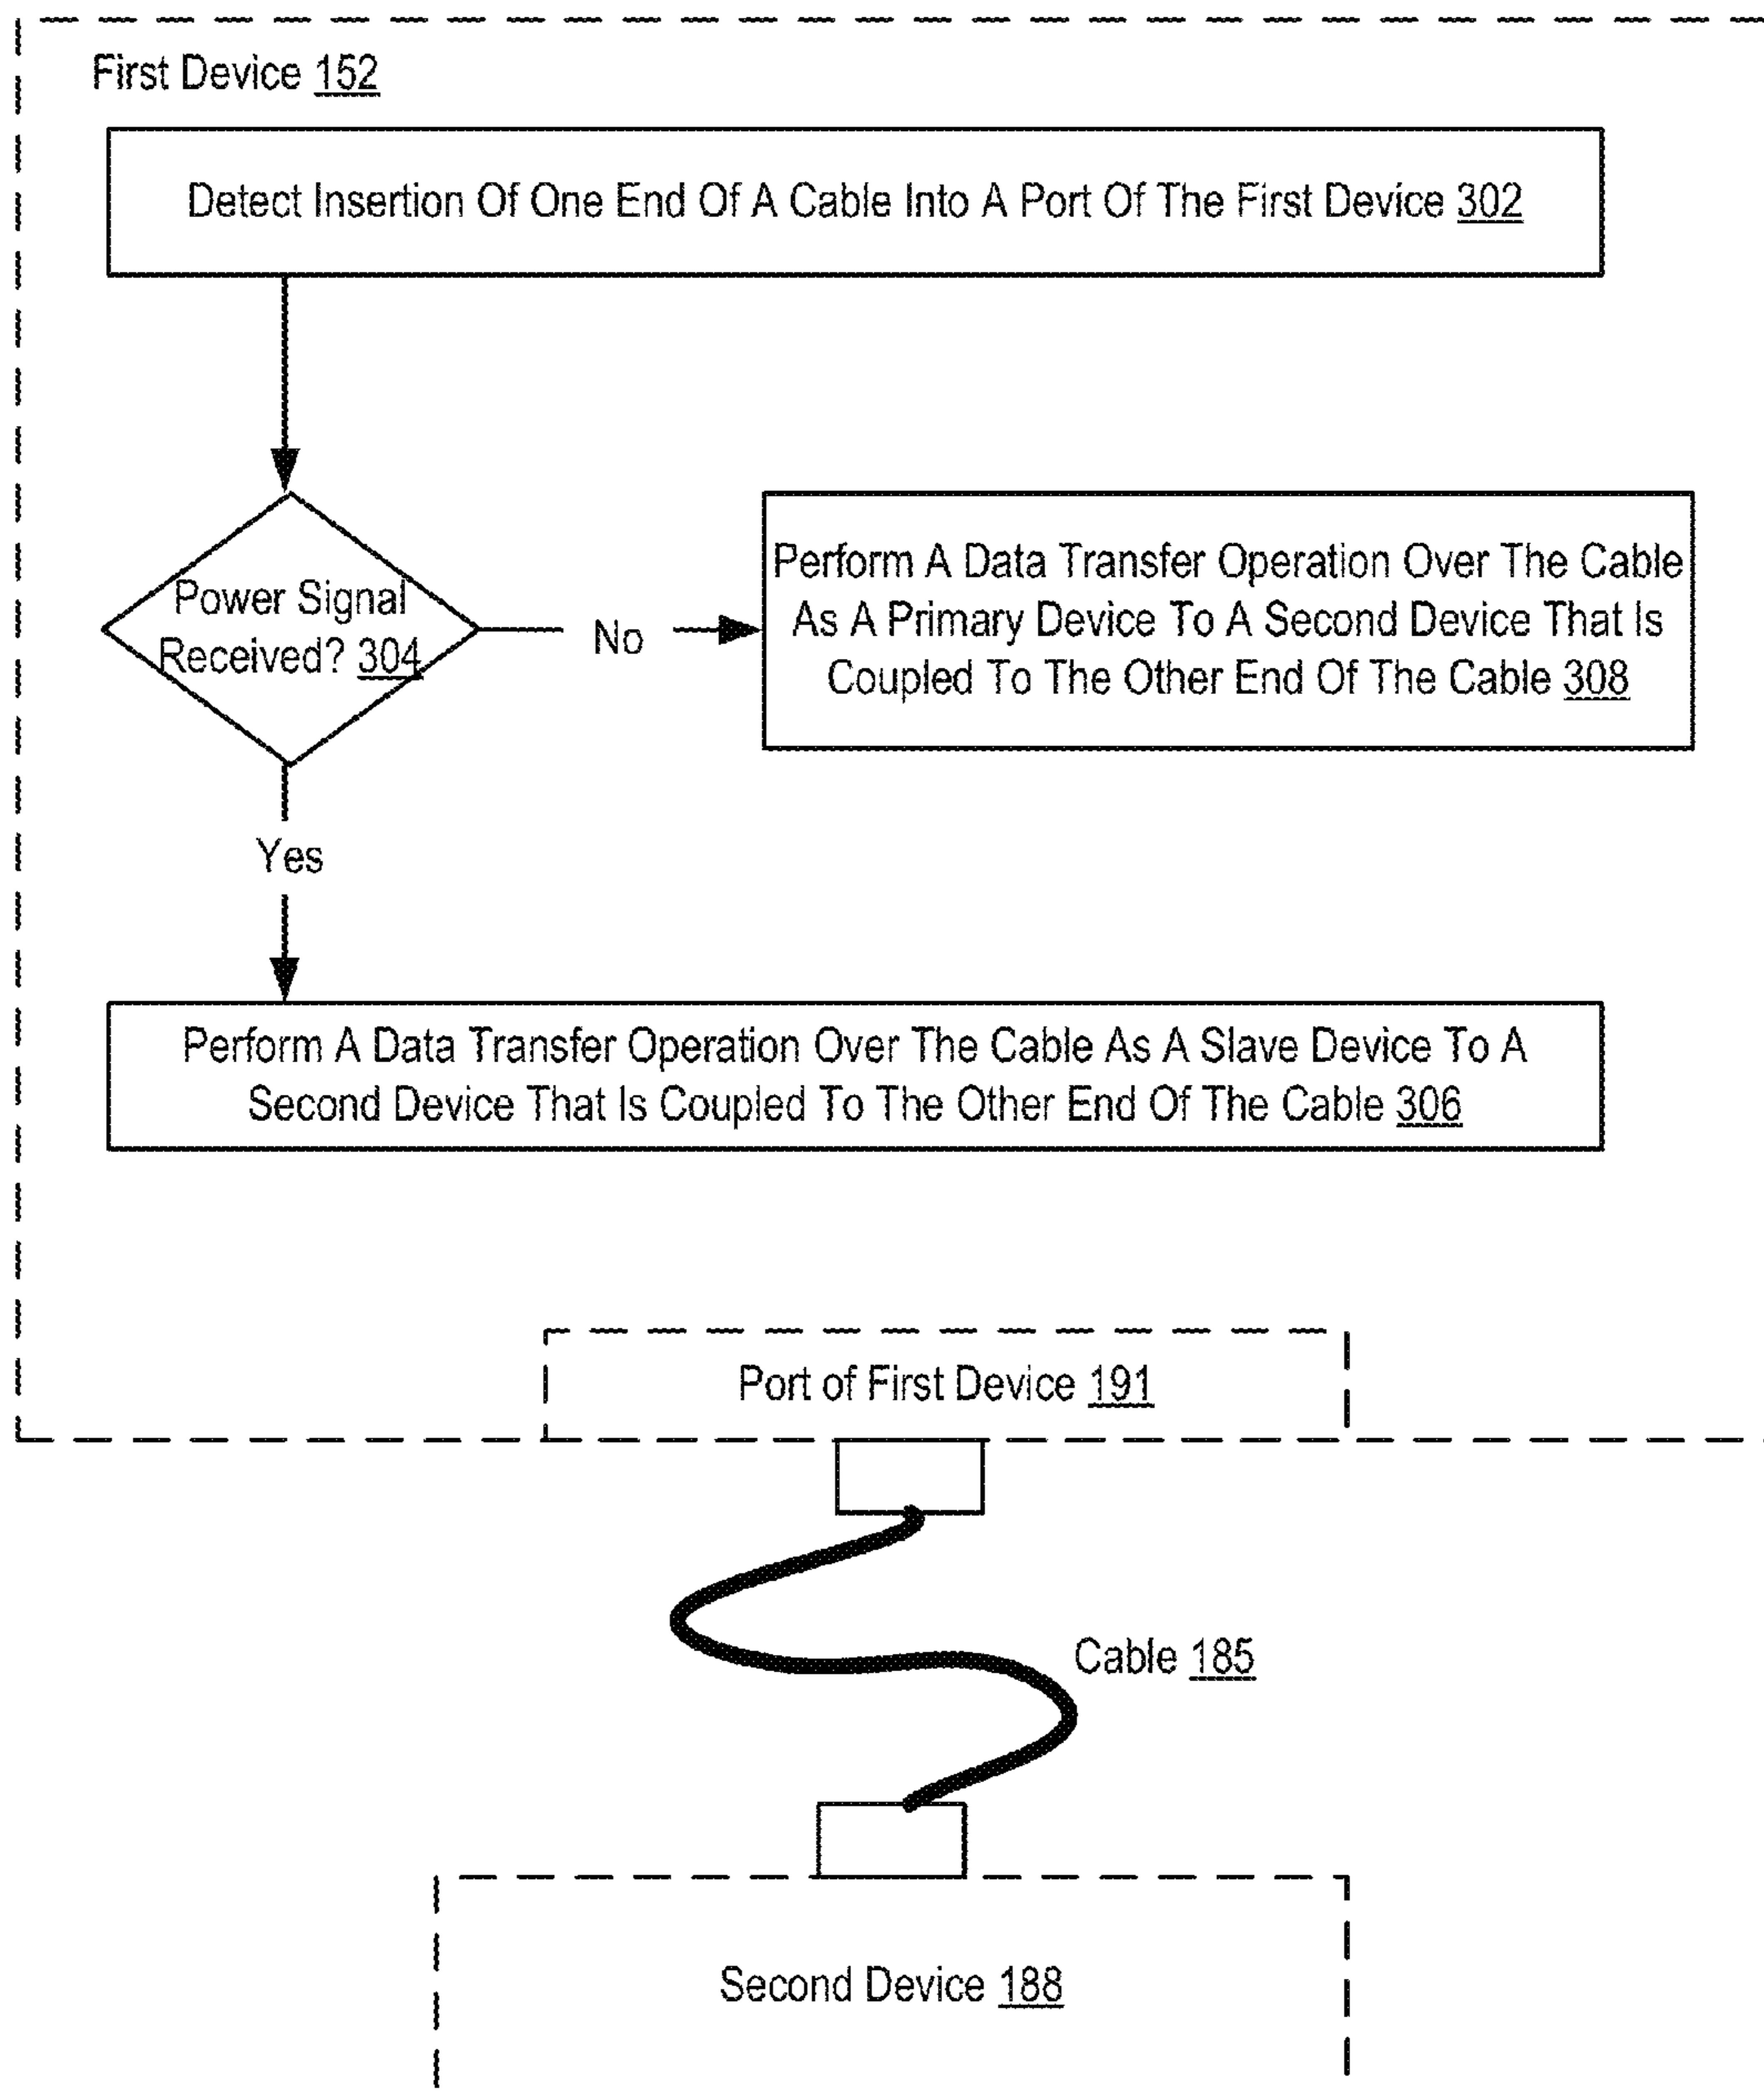 First Device 152
Detect Insertion Of One End Of A Cable Into A Port Of The First Device 302
Power Signal
Received? 304
No
Perform A Data Transfer Operation Over The Cable
As A Primary Device To A Second Device That Is
Coupled To The Other End Of The Cable 308
Yes
Perform A Data Transfer Operation Over The Cable As A Slave Device To A
Second Device That Is Coupled To The Other End Of The Cable 306
Port of First Device 191
Cable 185
Second Device 188